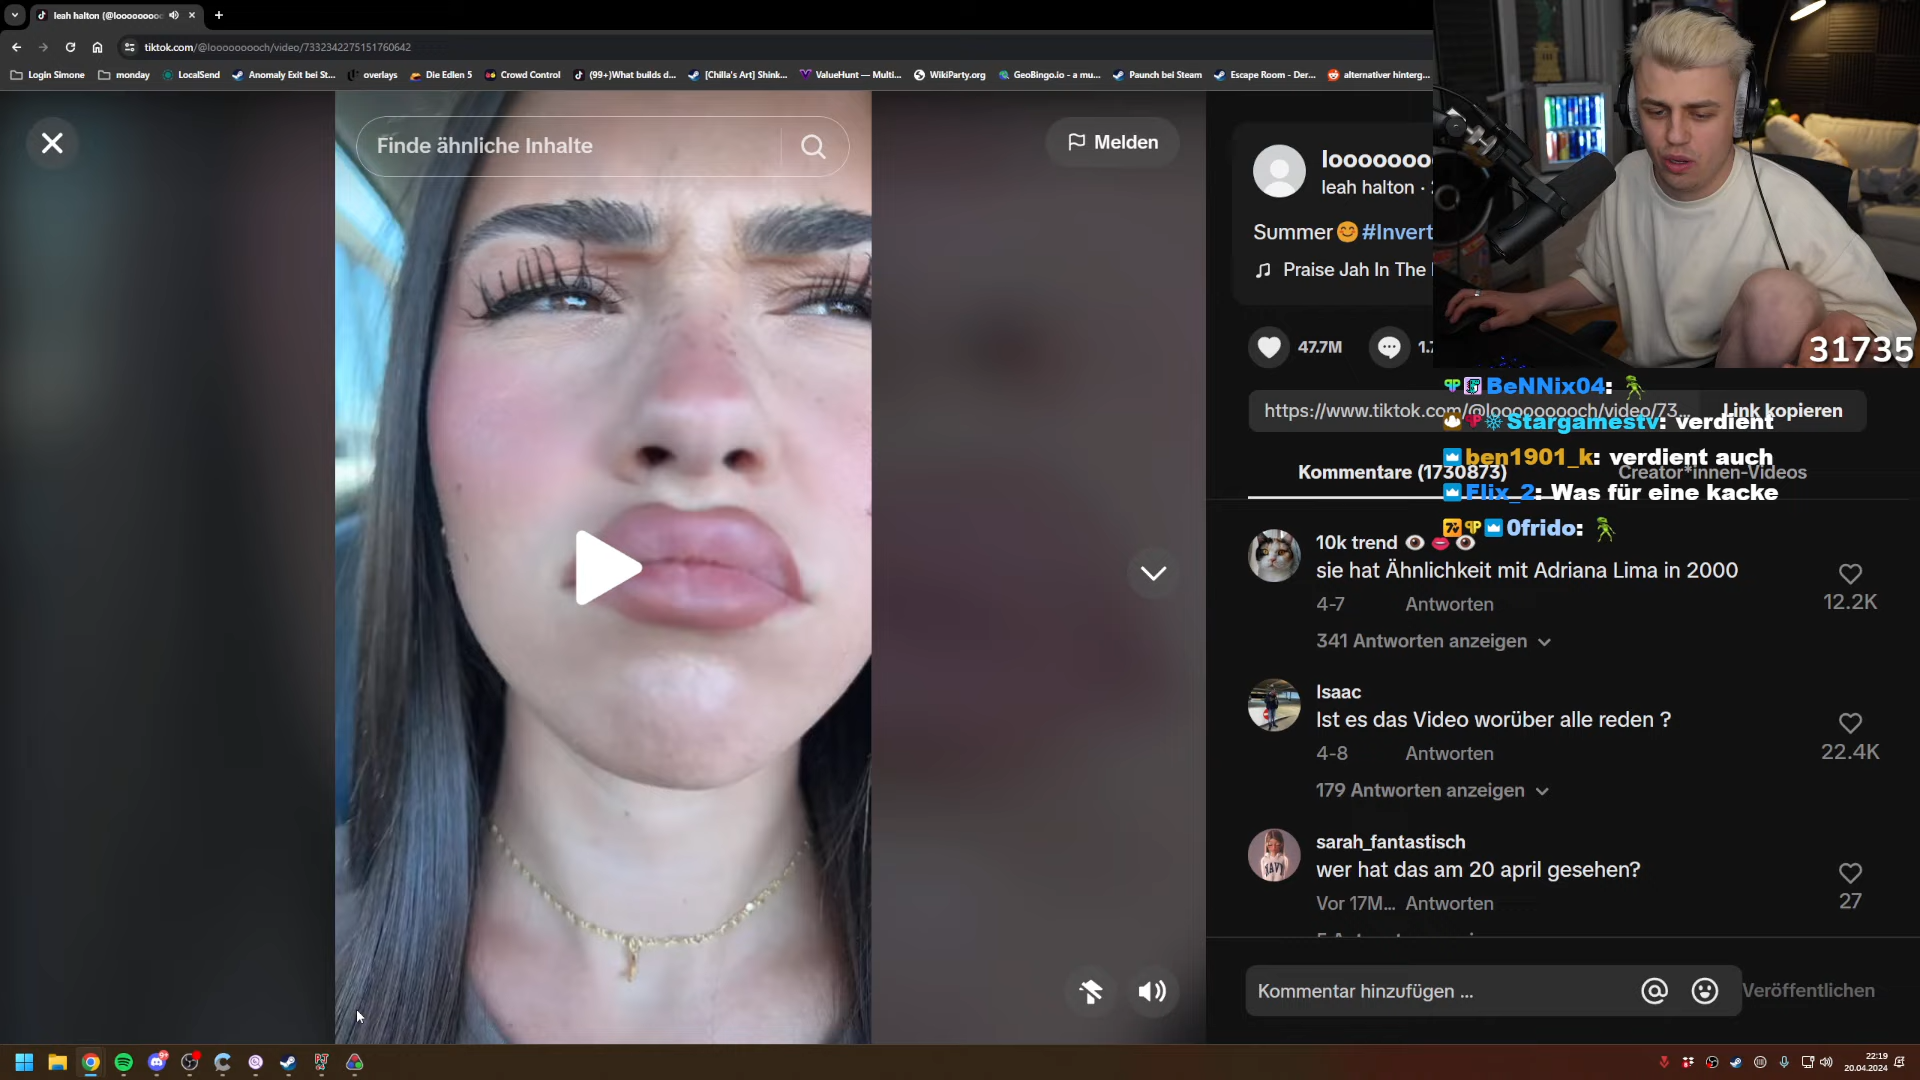 leah halton (@looooooooc
tiktok.com/@looooooooch/video/7332342275151760642
Login Simone
monday
LocalSend
Anomaly Exit bei St...
overlays
Die Edlen 5
Crowd Control
(99+)What builds d...
[Chilla's Art] Shink...
ValueHunt — Multi...
WikiParty.org
GeoBingo.io - a mu...
Paunch bei Steam
Escape Room - Der...
alternativer hinterg...
Finde ähnliche Inhalte
Melden
looooooo
leah halton ·
Summer😊 #Invert
Praise Jah In The
47.7M
1.7
31735
BeNNix04:
https://www.tiktok.com/@looooooooch/video/73...
Link kopieren
Stargamestv: verdient
ben1901_k: verdient auch
Kommentare (1730873)
Creator*innen-Videos
Flix_2: Was für eine kacke
0frido:
10k trend 👁️👄👁️
sie hat Ähnlichkeit mit Adriana Lima in 2000
4-7 Antworten
12.2K
341 Antworten anzeigen
Isaac
Ist es das Video worüber alle reden ?
4-8 Antworten
22.4K
179 Antworten anzeigen
sarah_fantastisch
wer hat das am 20 april gesehen?
Vor 17M... Antworten
27
Kommentar hinzufügen ...
Veröffentlichen
22:19
20.04.2024